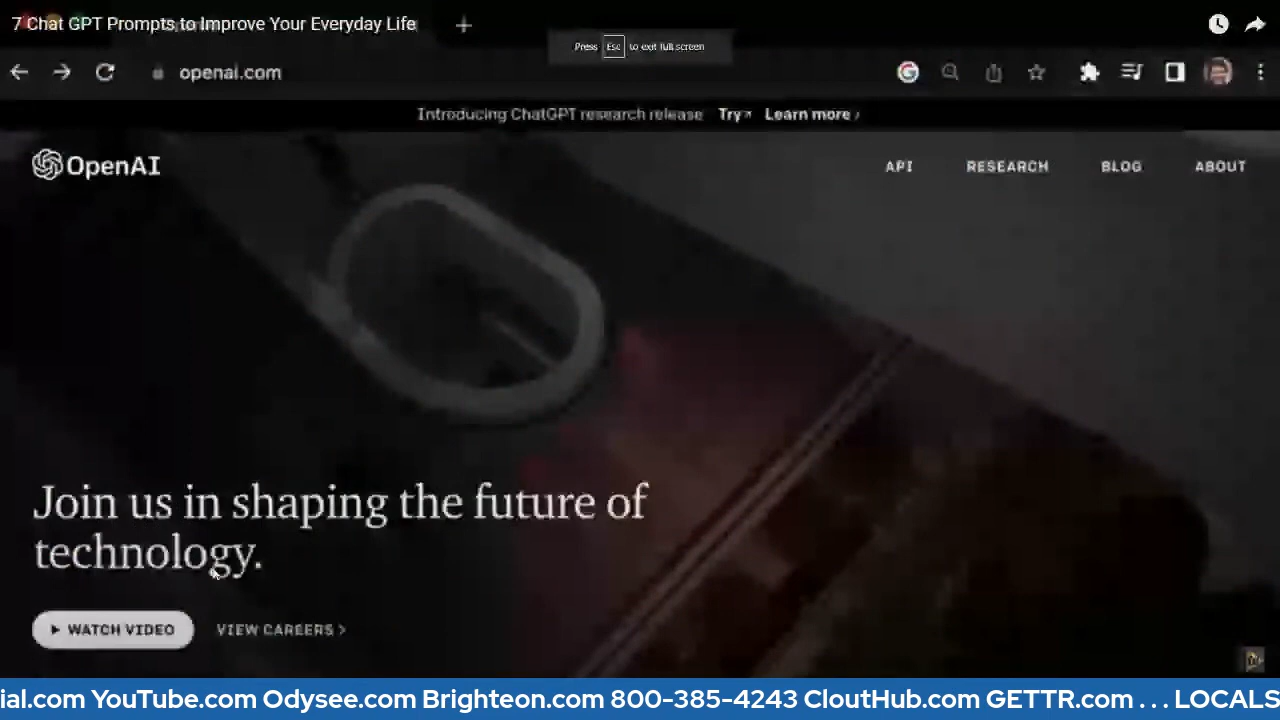 7 Chat GPT Prompts to Improve Your Everyday Life
Press Esc to exit full screen
openai.com
Introducing ChatGPT research release Try Learn more ›
OpenAI
API RESEARCH BLOG ABOUT
Join us in shaping the future of
technology.
WATCH VIDEO VIEW CAREERS ›
ial.com YouTube.com Odysee.com Brighteon.com 800-385-4243 CloutHub.com GETTR.com . . . LOCALS